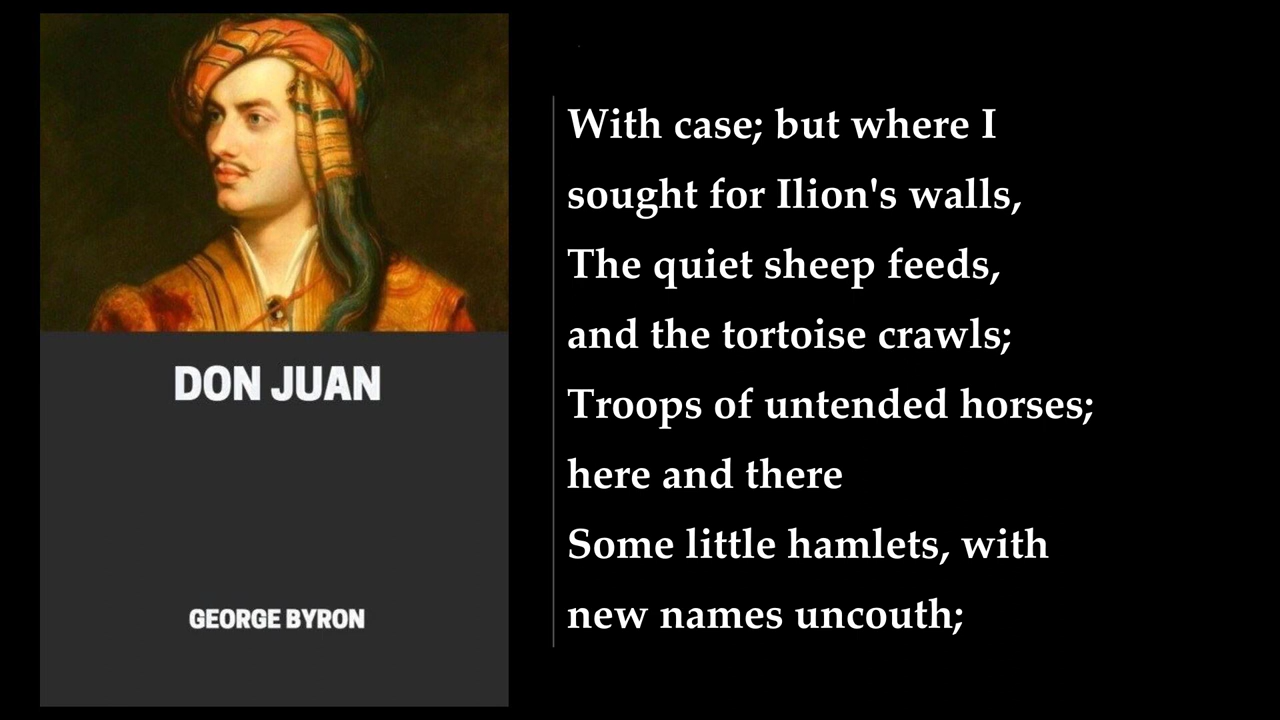 DON JUAN
GEORGE BYRON
With case; but where I
sought for Ilion's walls,
The quiet sheep feeds,
and the tortoise crawls;
Troops of untended horses;
here and there
Some little hamlets, with
new names uncouth;